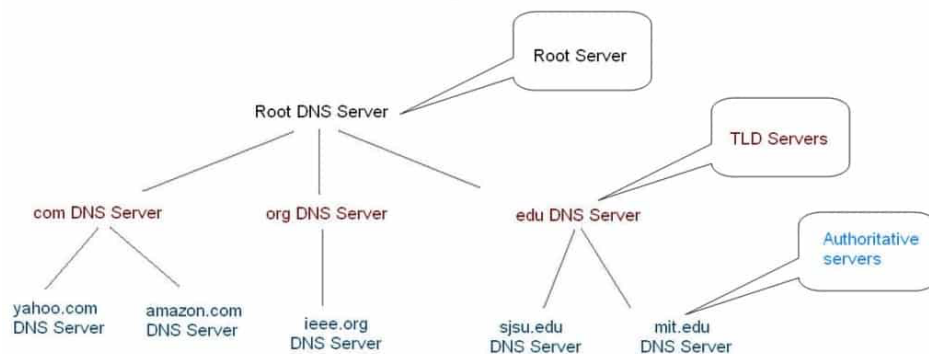 Root Server
Root DNS Server
TLD Servers
com DNS Server
org DNS Server
edu DNS Server
Authoritative
servers
yahoo.com
DNS Server
amazon.com
DNS Server
ieee.org
DNS Server
sjsu.edu
DNS Server
mit.edu
DNS Server